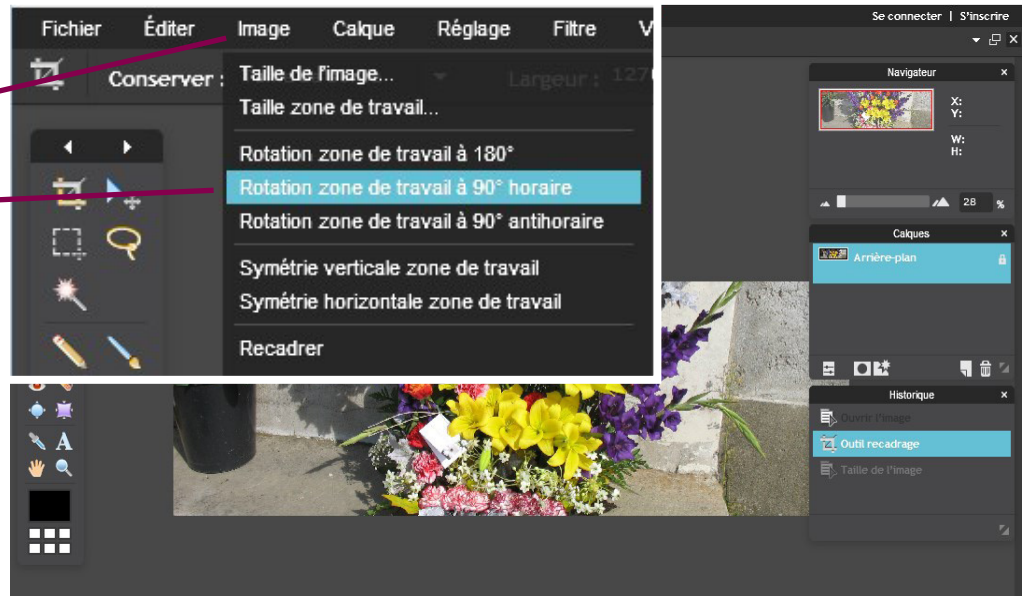 Fichier Éditer Image Calque Réglage Filtre V
Se connecter | S'inscrire
Conserver :
Largeur : 127
Taille de l'image...
Taille zone de travail...
Rotation zone de travail à 180°
Rotation zone de travail à 90° horaire
Rotation zone de travail à 90° antihoraire
Symétrie verticale zone de travail
Symétrie horizontale zone de travail
Recadrer
Navigateur
X:
Y:
W:
H:
28 %
Calques
Arrière-plan
Historique
Ouvrir l'image
Outil recadrage
Taille de l'image
A